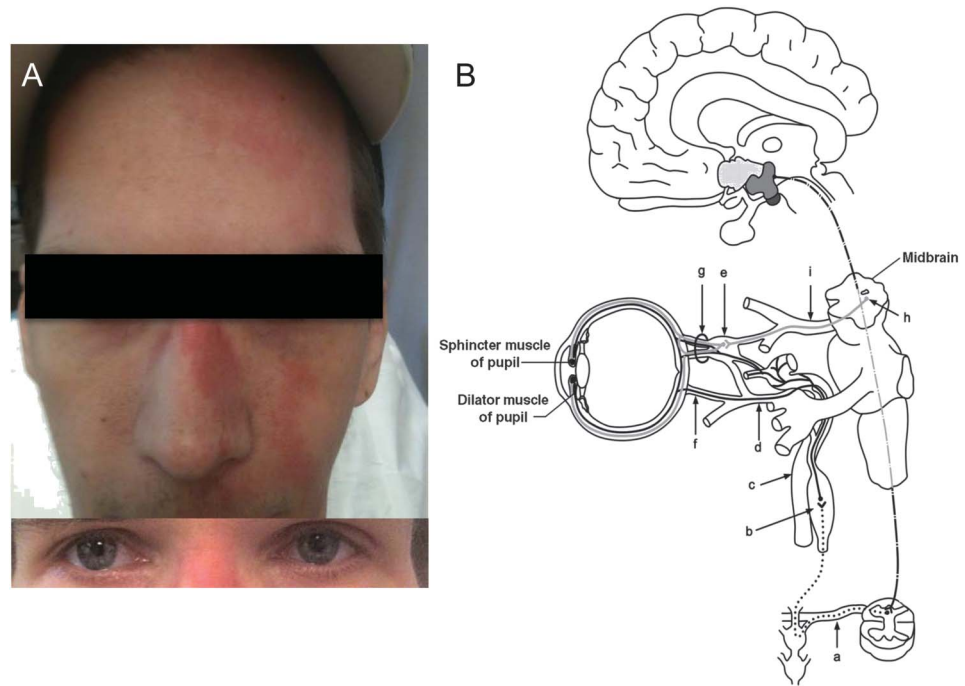 A
B
Midbrain
g
e
i
h
Sphincter muscle
of pupil
Dilator muscle
of pupil
f
d
c
b
a